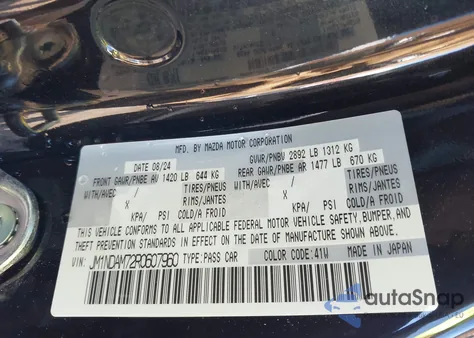 MFD. BY MAZDA MOTOR CORPORATION
DATE 08/24 GVWR/PNBV 2892 LB 1312 KG
FRONT GAWR/PNBE AV 1420 LB 644 KG REAR GAWR/PNBE AR 1477 LB 670 KG
WITH/AVEC / TIRES/PNEUS WITH/AVEC / TIRES/PNEUS
X RIMS/JANTES X RIMS/JANTES
KPA/ PSI COLD/A FROID KPA/ PSI COLD/A FROID
THIS VEHICLE CONFORMS TO ALL APPLICABLE FEDERAL MOTOR VEHICLE SAFETY, BUMPER, AND
THEFT PREVENTION STANDARDS IN EFFECT ON THE DATE OF MANUFACTURE SHOWN ABOVE.
VIN: JM1NDAM72R0607960 TYPE:PASS CAR COLOR CODE:41W MADE IN JAPAN
autoSnap